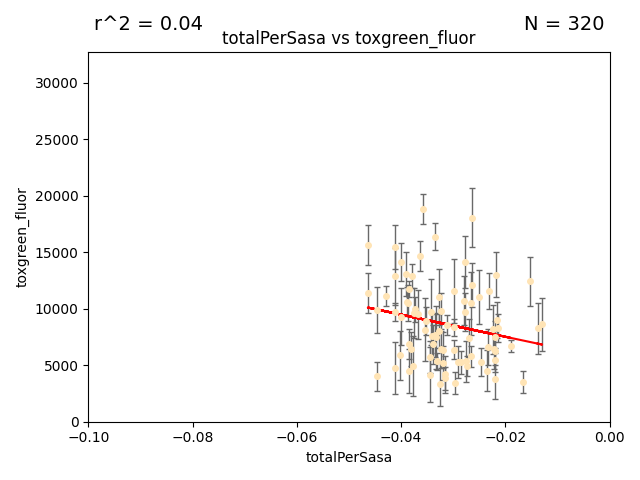 r^2 = 0.04
N = 320
totalPerSasa vs toxgreen_fluor
30000
25000
20000
15000
10000
5000
0
toxgreen_fluor
−0.10
−0.08
−0.06
−0.04
−0.02
0.00
totalPerSasa